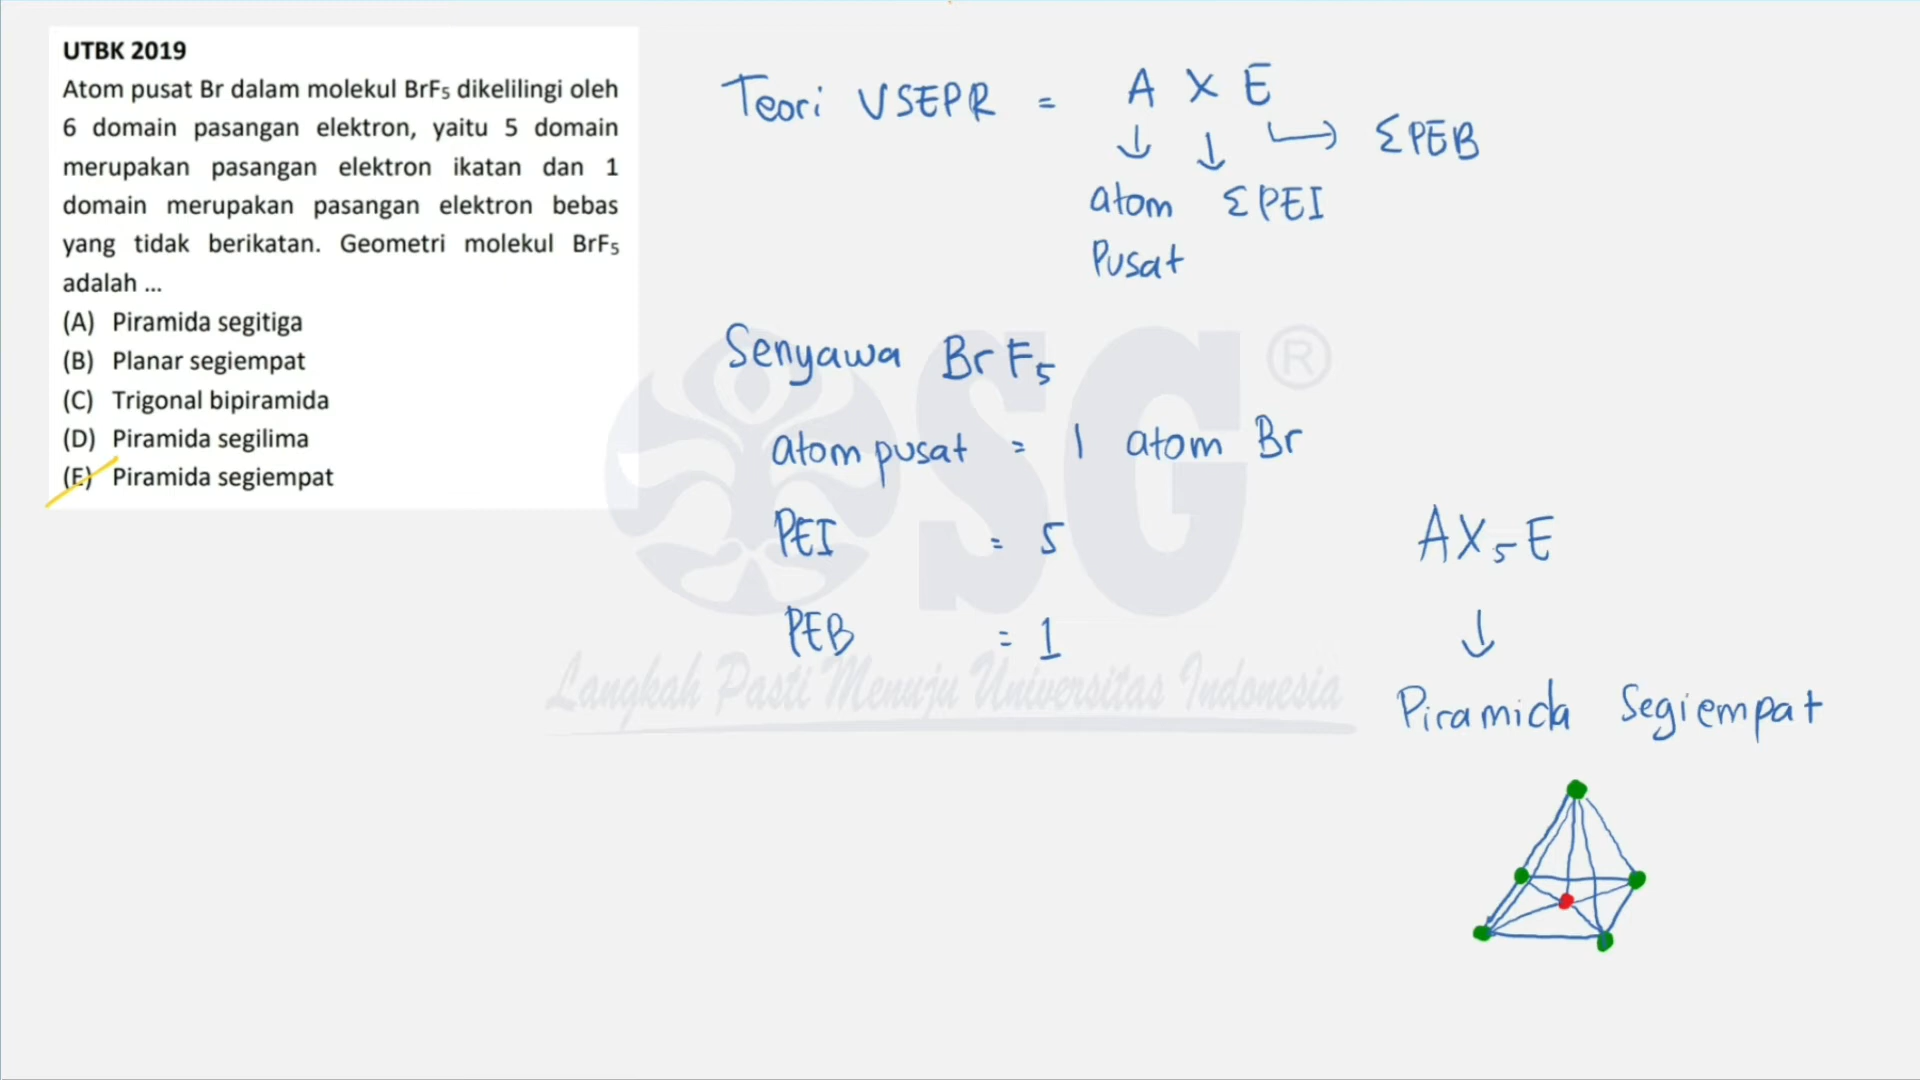 UTBK 2019
Atom pusat Br dalam molekul BrF₅ dikelilingi oleh
6 domain pasangan elektron, yaitu 5 domain
merupakan pasangan elektron ikatan dan 1
domain merupakan pasangan elektron bebas
yang tidak berikatan. Geometri molekul BrF₅
adalah ...
(A) Piramida segitiga
(B) Planar segiempat
(C) Trigonal bipiramida
(D) Piramida segilima
(E) Piramida segiempat
Teori VSEPR = A X E
↓ ↓ ↳ ΣPEB
atom ΣPEI
Pusat
Senyawa BrF₅
atom pusat = 1 atom Br
PEI = 5
PEB = 1
AX₅E
↓
Piramida Segiempat
SG ®
Langkah Pasti Menuju Universitas Indonesia